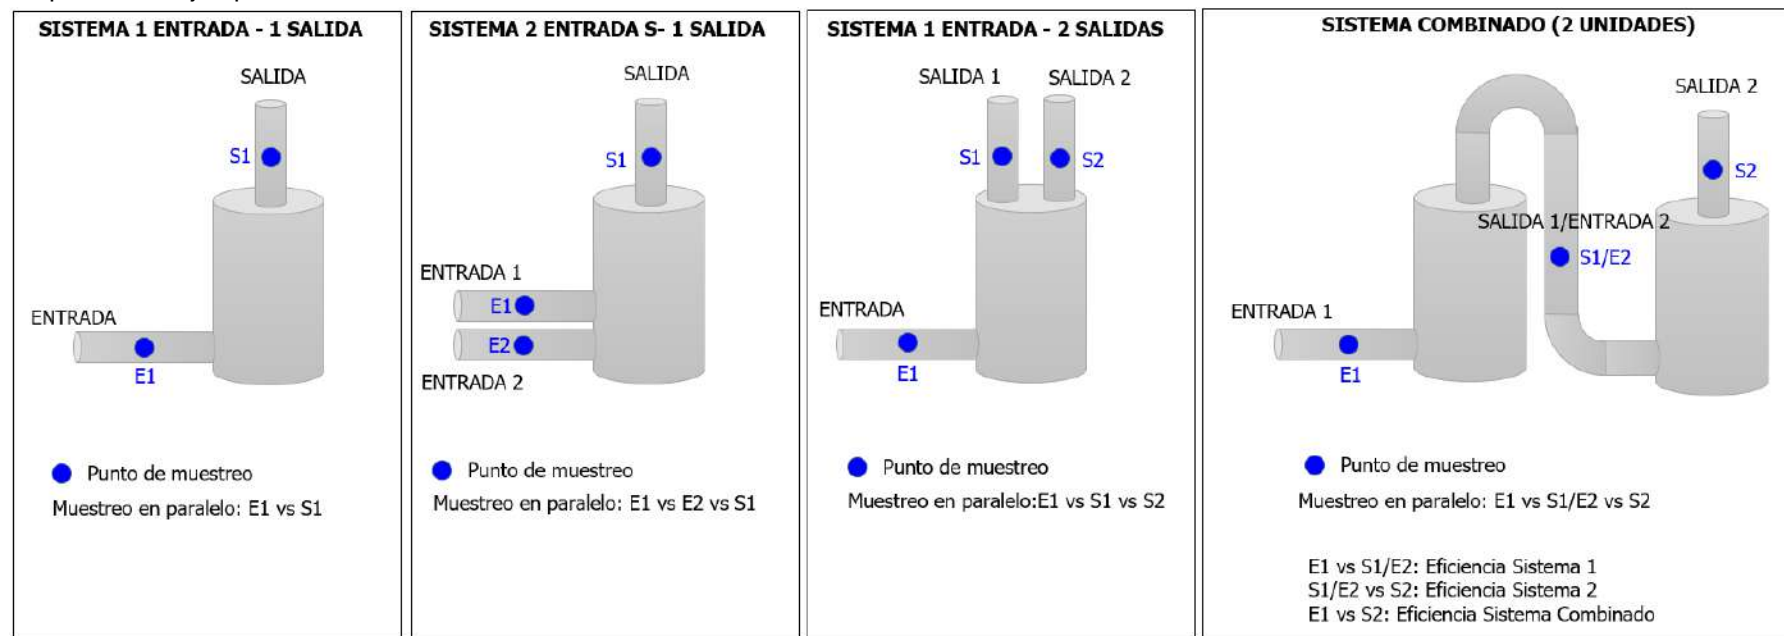 SISTEMA 1 ENTRADA - 1 SALIDA
SALIDA
S1
ENTRADA
E1
Punto de muestreo
Muestreo en paralelo: E1 vs S1
SISTEMA 2 ENTRADA S- 1 SALIDA
SALIDA
S1
ENTRADA 1
E1
E2
ENTRADA 2
Punto de muestreo
Muestreo en paralelo: E1 vs E2 vs S1
SISTEMA 1 ENTRADA - 2 SALIDAS
SALIDA 1
SALIDA 2
S1
S2
ENTRADA
E1
Punto de muestreo
Muestreo en paralelo:E1 vs S1 vs S2
SISTEMA COMBINADO (2 UNIDADES)
SALIDA 2
S2
SALIDA 1/ENTRADA 2
S1/E2
ENTRADA 1
E1
Punto de muestreo
Muestreo en paralelo: E1 vs S1/E2 vs S2
E1 vs S1/E2: Eficiencia Sistema 1
S1/E2 vs S2: Eficiencia Sistema 2
E1 vs S2: Eficiencia Sistema Combinado